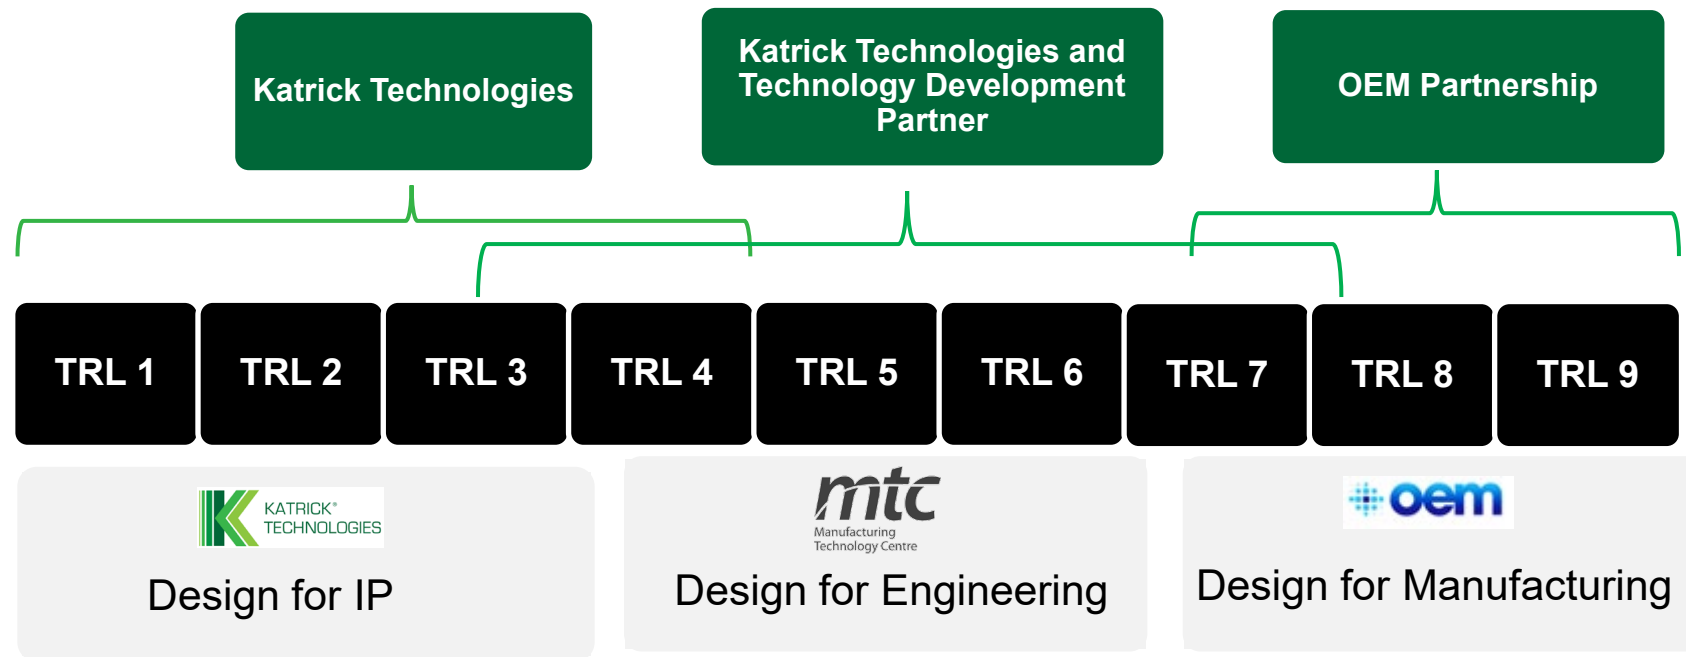 Katrick Technologies
Katrick Technologies and
Technology Development
Partner
OEM Partnership
TRL 1
TRL 2
TRL 3
TRL 4
TRL 5
TRL 6
TRL 7
TRL 8
TRL 9
KATRICK®
TECHNOLOGIES
Design for IP
mtc
Manufacturing
Technology Centre
Design for Engineering
oem
Design for Manufacturing